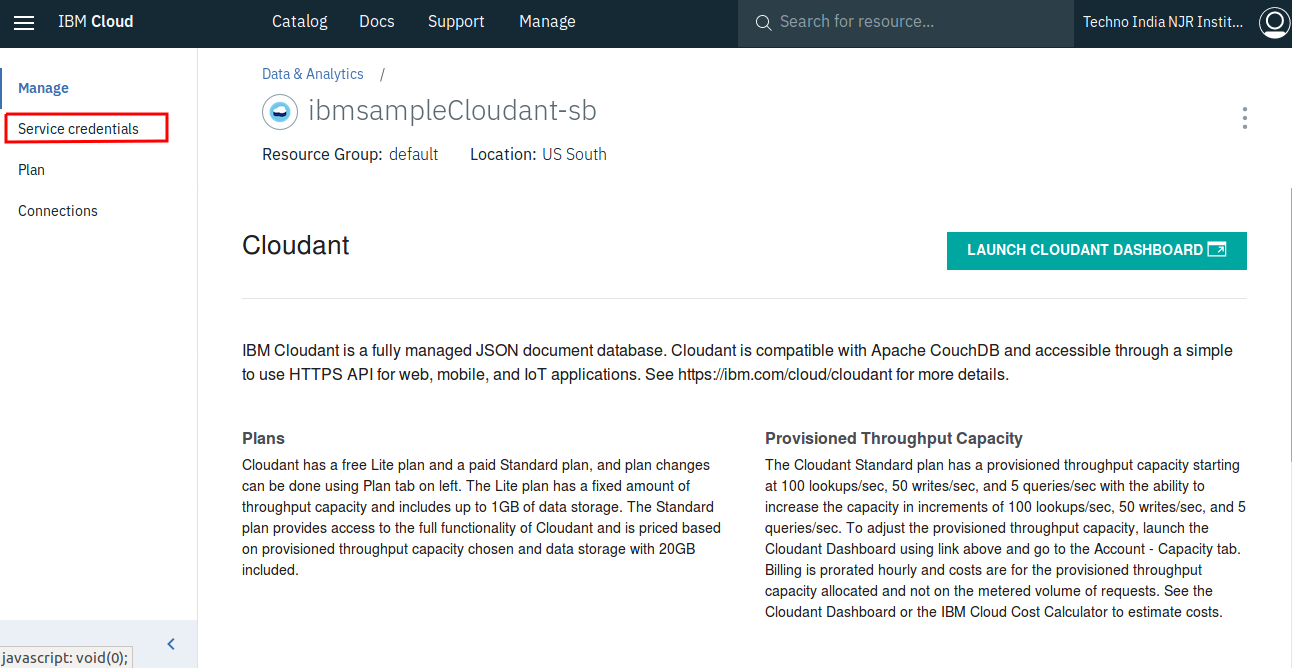 IBM Cloud
Catalog
Docs
Support
Manage
Search for resource...
Techno India NJR Instit...
Manage
Service credentials
Plan
Connections
Data & Analytics /
ibmsampleCloudant-sb
Resource Group: default Location: US South
Cloudant
LAUNCH CLOUDANT DASHBOARD
IBM Cloudant is a fully managed JSON document database. Cloudant is compatible with Apache CouchDB and accessible through a simple
to use HTTPS API for web, mobile, and IoT applications. See https://ibm.com/cloud/cloudant for more details.
Plans
Cloudant has a free Lite plan and a paid Standard plan, and plan changes
can be done using Plan tab on left. The Lite plan has a fixed amount of
throughput capacity and includes up to 1GB of data storage. The Standard
plan provides access to the full functionality of Cloudant and is priced based
on provisioned throughput capacity chosen and data storage with 20GB
included.
Provisioned Throughput Capacity
The Cloudant Standard plan has a provisioned throughput capacity starting
at 100 lookups/sec, 50 writes/sec, and 5 queries/sec with the ability to
increase the capacity in increments of 100 lookups/sec, 50 writes/sec, and 5
queries/sec. To adjust the provisioned throughput capacity, launch the
Cloudant Dashboard using link above and go to the Account - Capacity tab.
Billing is prorated hourly and costs are for the provisioned throughput
capacity allocated and not on the metered volume of requests. See the
Cloudant Dashboard or the IBM Cloud Cost Calculator to estimate costs.
javascript: void(0);